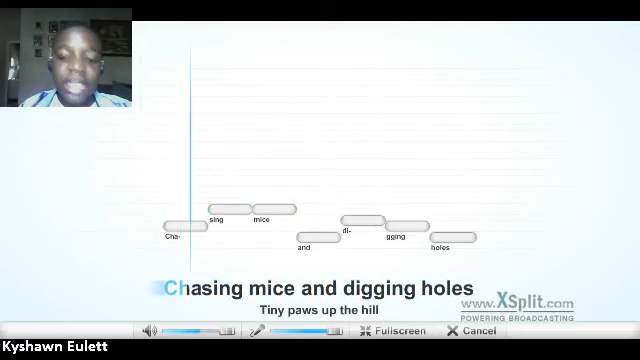 sing
mice
Cha-
di-
gging
and
holes
Chasing mice and digging holes
Tiny paws up the hill
www.XSplit.com
POWERING BROADCASTING
Fullscreen
Cancel
Kyshawn Eulett